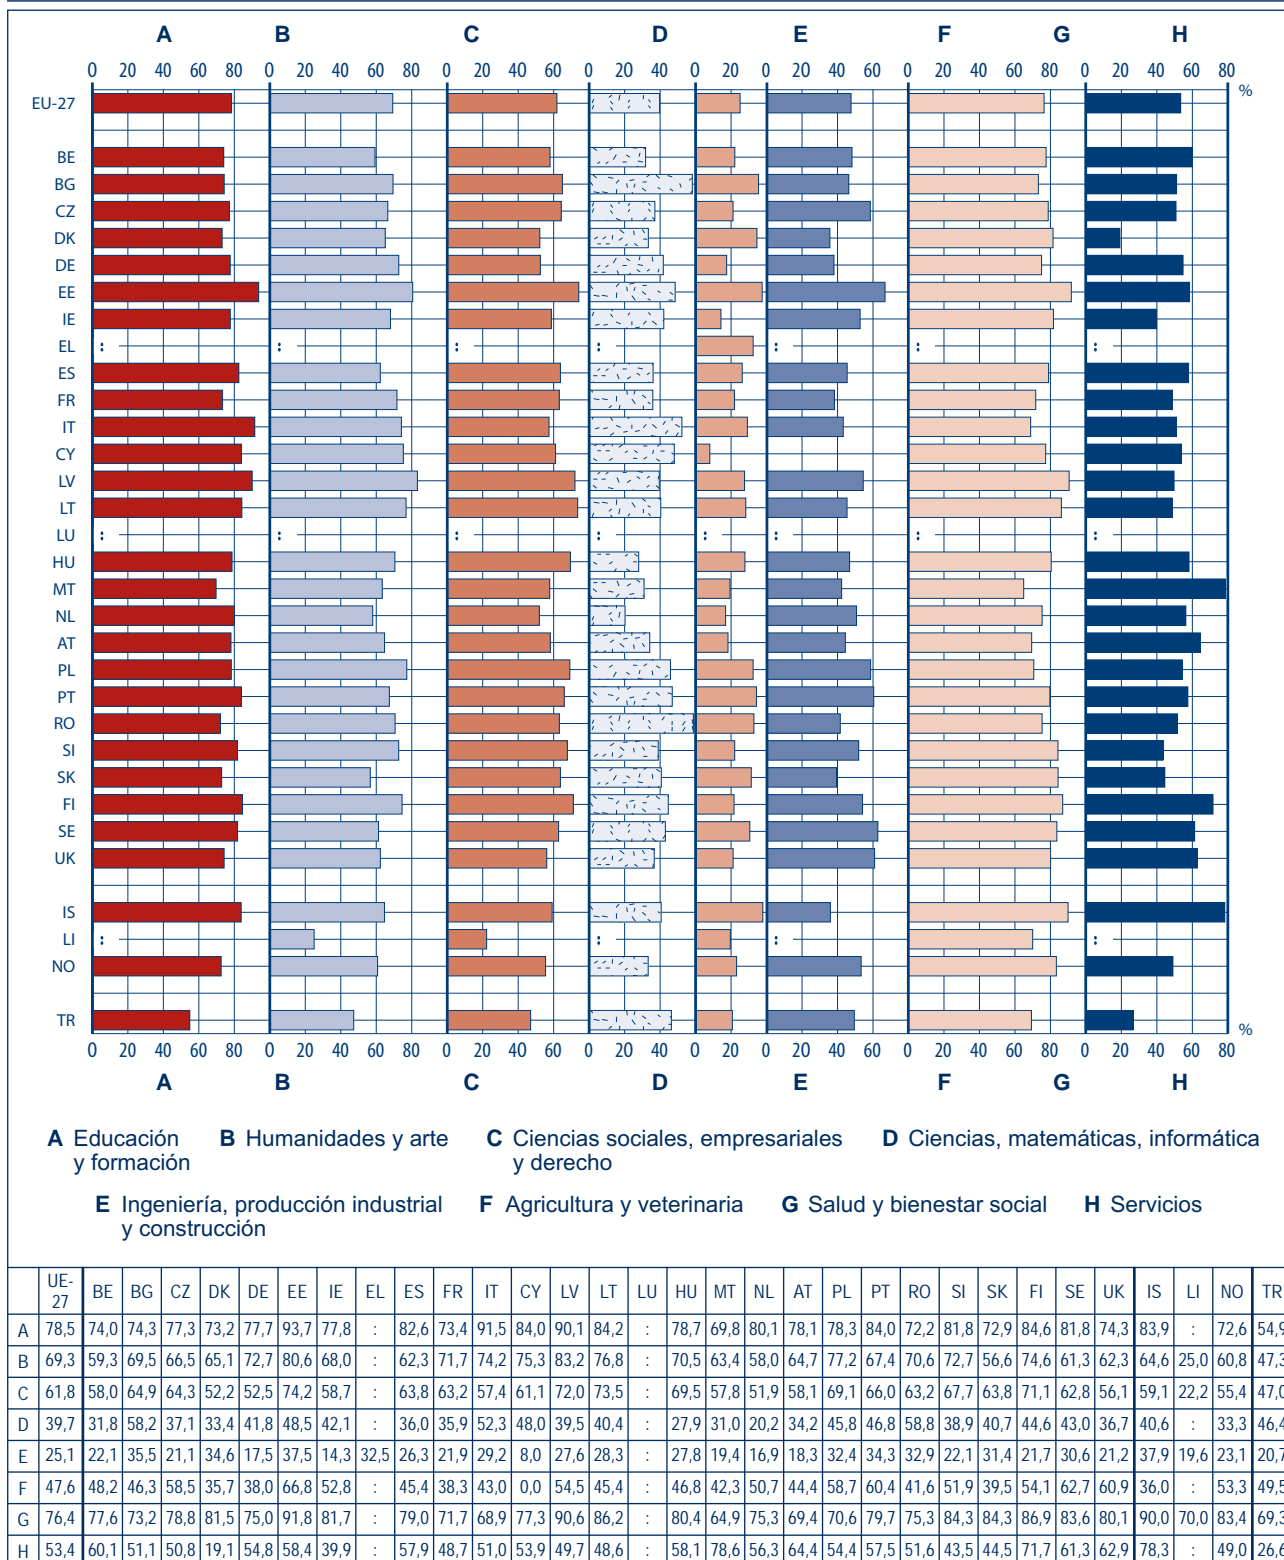 A B C D E F G H
0 20 40 60 80 0 20 40 60 80 0 20 40 60 0 20 40 0 20 0 20 40 60 0 20 40 60 80 0 20 40 60 80
EU-27 %
BE
BG
CZ
DK
DE
EE
IE
EL : : : : : : :
ES
FR
IT
CY
LV
LT
LU : : : : : : : :
HU
MT
NL
AT
PL
PT
RO
SI
SK
FI
SE
UK
IS
LI : : : :
NO
TR %
0 20 40 60 80 0 20 40 60 80 0 20 40 60 0 20 40 0 20 0 20 40 60 0 20 40 60 80 0 20 40 60 80
A B C D E F G H
A Educación B Humanidades y arte C Ciencias sociales, empresariales D Ciencias, matemáticas, informática
y formación y derecho
E Ingeniería, producción industrial F Agricultura y veterinaria G Salud y bienestar social H Servicios
y construcción
UE-27 BE BG CZ DK DE EE IE EL ES FR IT CY LV LT LU HU MT NL AT PL PT RO SI SK FI SE UK IS LI NO TR
A 78,5 74,0 74,3 77,3 73,2 77,7 93,7 77,8 : 82,6 73,4 91,5 84,0 90,1 84,2 : 78,7 69,8 80,1 78,1 78,3 84,0 72,2 81,8 72,9 84,6 81,8 74,3 83,9 : 72,6 54,9
B 69,3 59,3 69,5 66,5 65,1 72,7 80,6 68,0 : 62,3 71,7 74,2 75,3 83,2 76,8 : 70,5 63,4 58,0 64,7 77,2 67,4 70,6 72,7 56,6 74,6 61,3 62,3 64,6 25,0 60,8 47,3
C 61,8 58,0 64,9 64,3 52,2 52,5 74,2 58,7 : 63,8 63,2 57,4 61,1 72,0 73,5 : 69,5 57,8 51,9 58,1 69,1 66,0 63,2 67,7 63,8 71,1 62,8 56,1 59,1 22,2 55,4 47,0
D 39,7 31,8 58,2 37,1 33,4 41,8 48,5 42,1 : 36,0 35,9 52,3 48,0 39,5 40,4 : 27,9 31,0 20,2 34,2 45,8 46,8 58,8 38,9 40,7 44,6 43,0 36,7 40,6 : 33,3 46,4
E 25,1 22,1 35,5 21,1 34,6 17,5 37,5 14,3 32,5 26,3 21,9 29,2 8,0 27,6 28,3 : 27,8 19,4 16,9 18,3 32,4 34,3 32,9 22,1 31,4 21,7 30,6 21,2 37,9 19,6 23,1 20,7
F 47,6 48,2 46,3 58,5 35,7 38,0 66,8 52,8 : 45,4 38,3 43,0 0,0 54,5 45,4 : 46,8 42,3 50,7 44,4 58,7 60,4 41,6 51,9 39,5 54,1 62,7 60,9 36,0 : 53,3 49,5
G 76,4 77,6 73,2 78,8 81,5 75,0 91,8 81,7 : 79,0 71,7 68,9 77,3 90,6 86,2 : 80,4 64,9 75,3 69,4 70,6 79,7 75,3 84,3 84,3 86,9 83,6 80,1 90,0 70,0 83,4 69,3
H 53,4 60,1 51,1 50,8 19,1 54,8 58,4 39,9 : 57,9 48,7 51,0 53,9 49,7 48,6 : 58,1 78,6 56,3 64,4 54,4 57,5 51,6 43,5 44,5 71,7 61,3 62,9 78,3 : 49,0 26,6